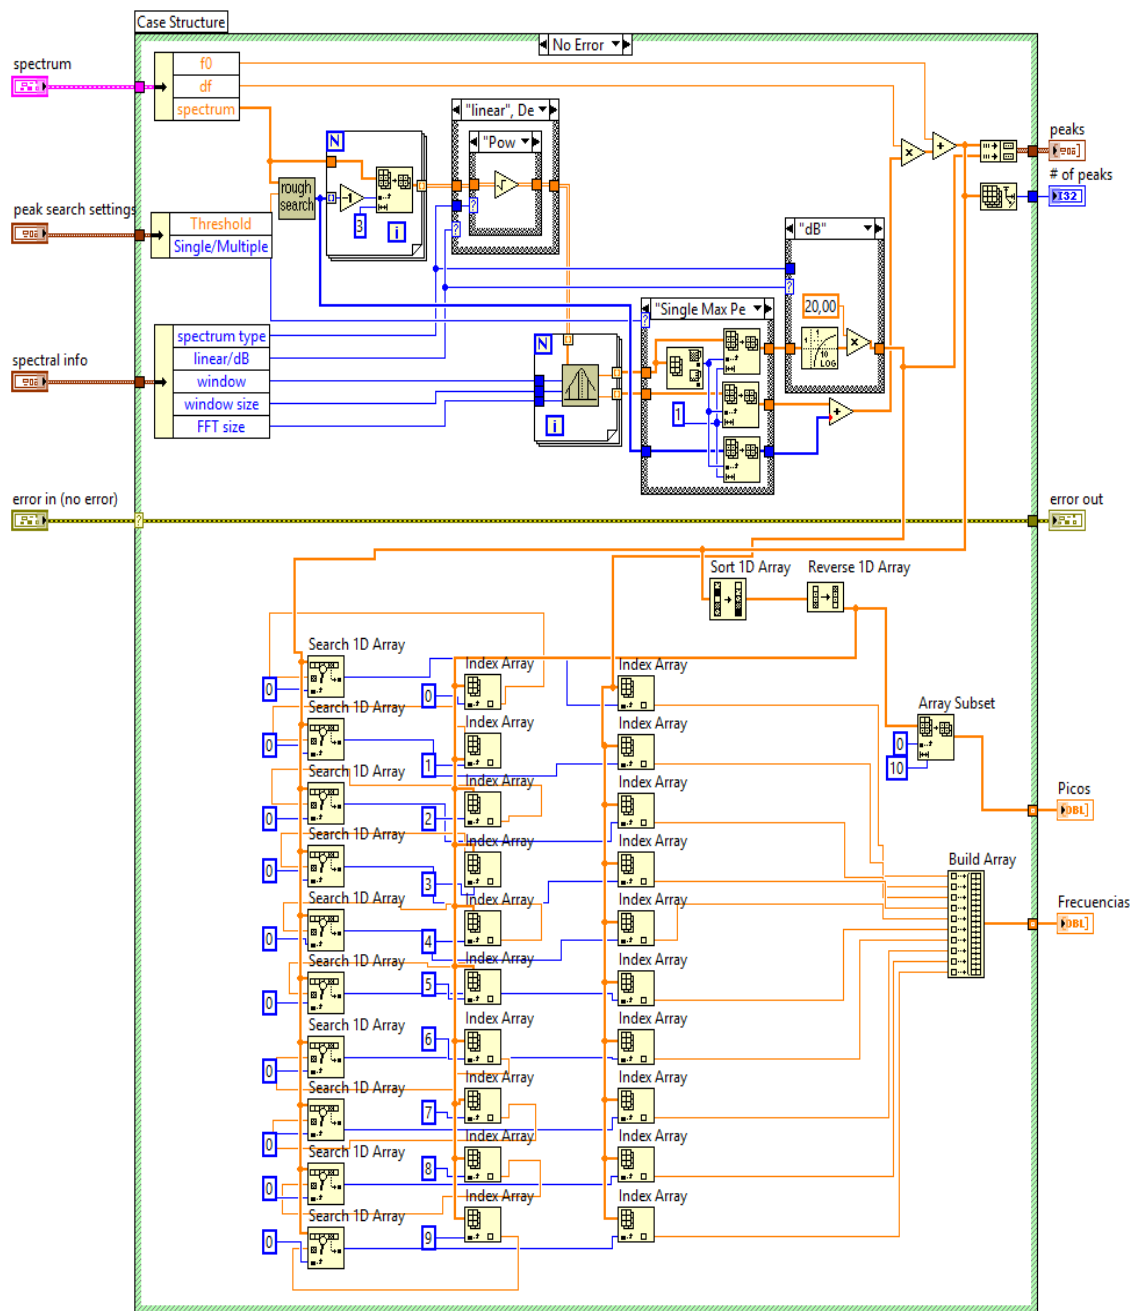 Case Structure
No Error
spectrum
f0
df
spectrum
"linear", De
"Pow
N
rough
search
-1
3
i
peaks
# of peaks
I32
peak search settings
Threshold
Single/Multiple
"dB"
20,00
"Single Max Pe
1
10
LOG
spectral info
spectrum type
linear/dB
window
window size
FFT size
N
i
1
error in (no error)
error out
Sort 1D Array
Reverse 1D Array
Search 1D Array
0
Index Array
0
Index Array
Search 1D Array
0
Index Array
1
Index Array
Array Subset
0
10
Search 1D Array
0
Index Array
2
Index Array
Picos
DBL
Search 1D Array
0
Index Array
3
Index Array
Build Array
Search 1D Array
0
Index Array
4
Index Array
Frecuencias
DBL
Search 1D Array
0
Index Array
5
Index Array
Search 1D Array
0
Index Array
6
Index Array
Search 1D Array
0
Index Array
7
Index Array
Search 1D Array
0
Index Array
8
Index Array
Search 1D Array
0
Index Array
9
Index Array